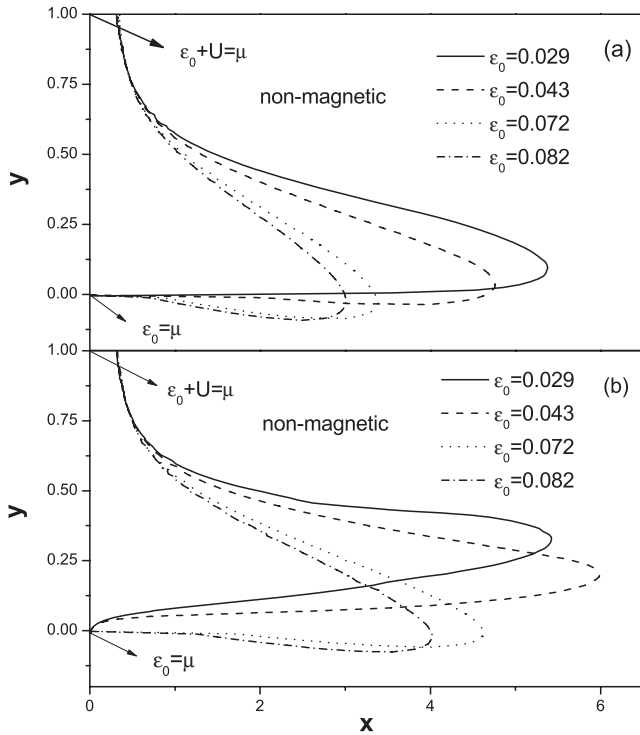 1.00
0.75
0.50
0.25
0.00
y
ε₀+U=μ
non-magnetic
ε₀=μ
(a)
ε₀=0.029
ε₀=0.043
ε₀=0.072
ε₀=0.082
1.00
0.75
0.50
0.25
0.00
y
ε₀+U=μ
non-magnetic
ε₀=μ
(b)
ε₀=0.029
ε₀=0.043
ε₀=0.072
ε₀=0.082
0 2 4 6
x